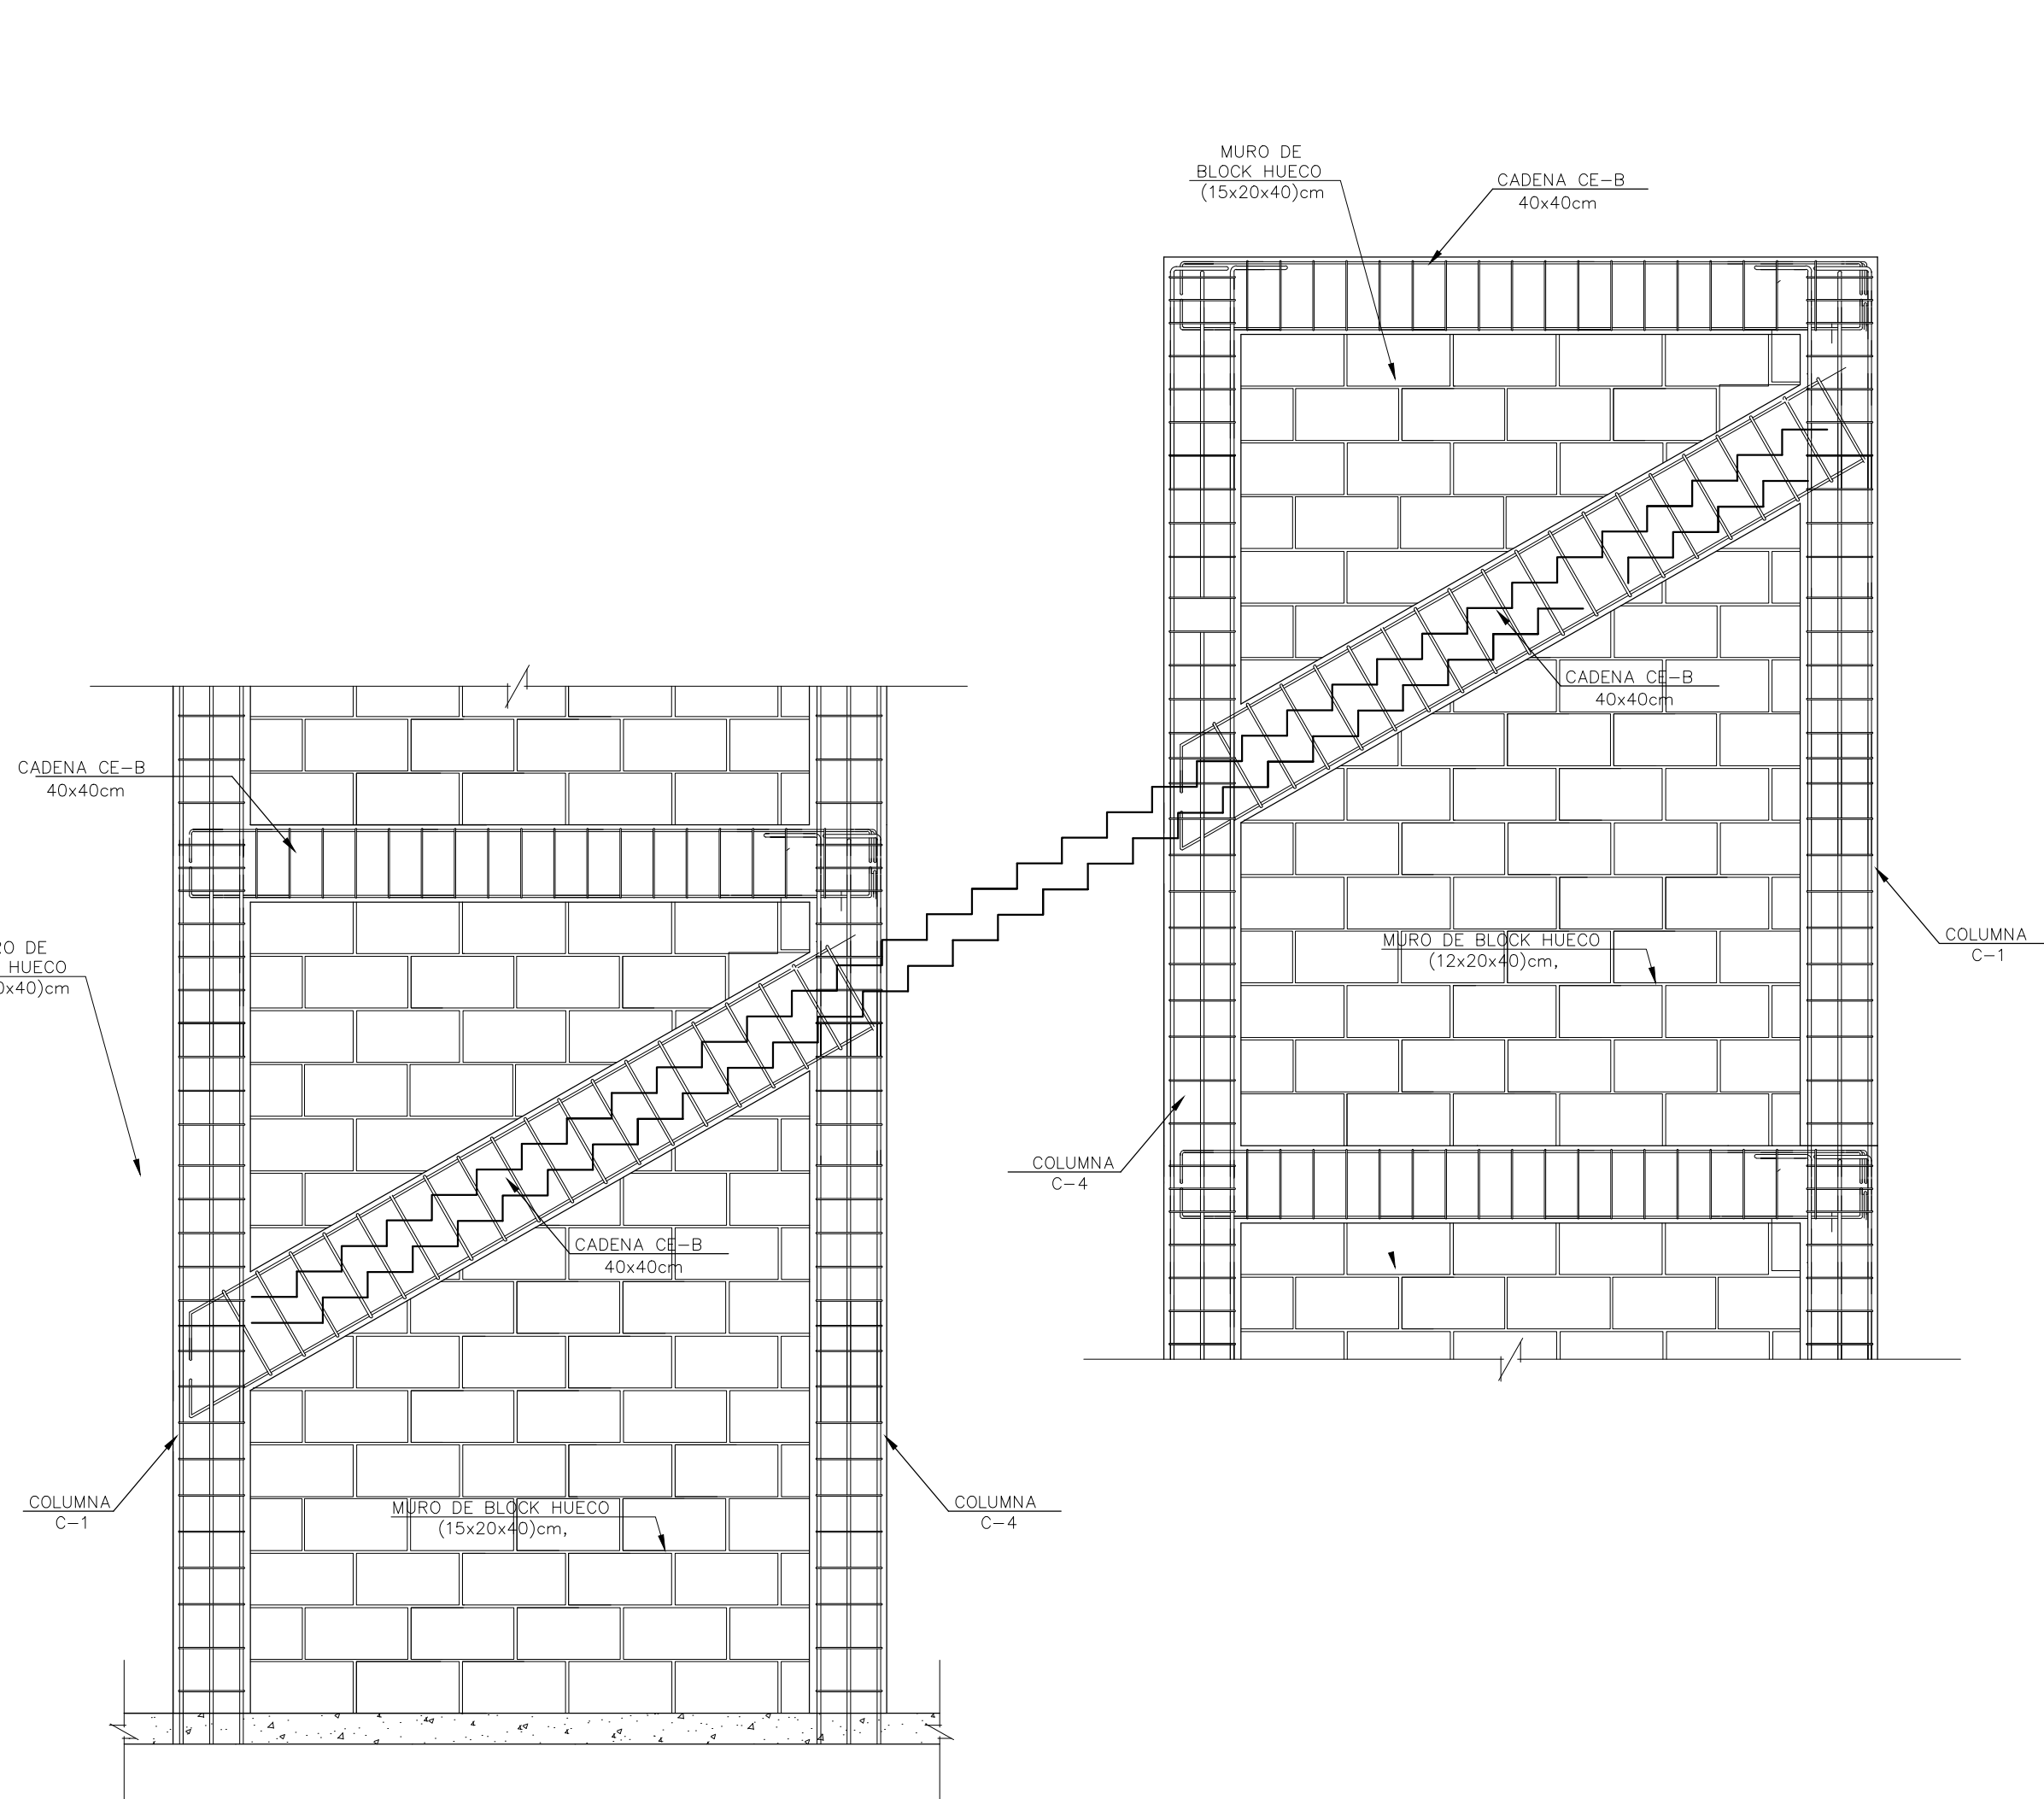 MURO DE
BLOCK HUECO
(15x20x40)cm
CADENA CE-B
40x40cm
CADENA CE-B
40x40cm
CADENA CE-B
40x40cm
DE
HUECO
x40)cm
MURO DE BLOCK HUECO
(12x20x40)cm,
COLUMNA
C-1
COLUMNA
C-4
CADENA CE-B
40x40cm
COLUMNA
C-1
MURO DE BLOCK HUECO
(15x20x40)cm,
COLUMNA
C-4